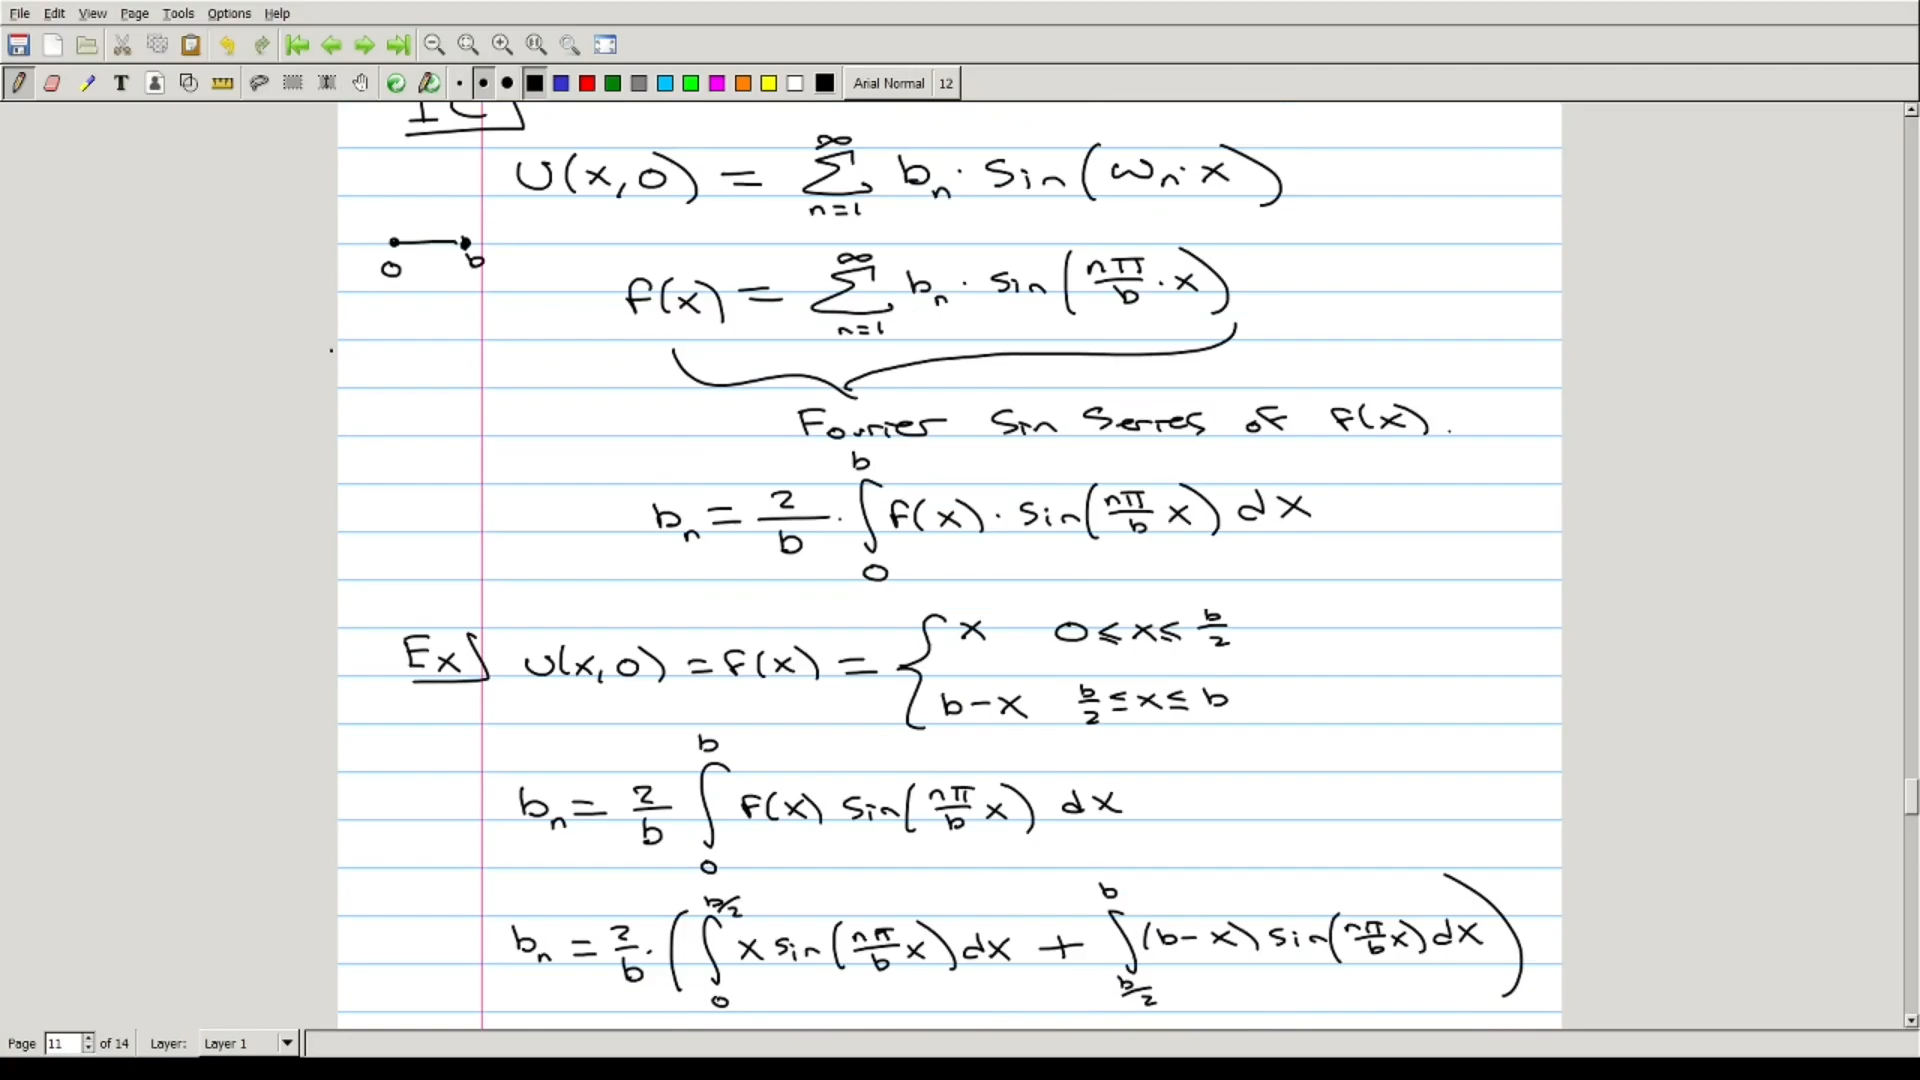 File Edit View Page Tools Options Help
Arial Normal 12
IC
U(x,0) = ∑_{n=1}^{∞} b_n · Sin(ω_n · x)
0 b
f(x) = ∑_{n=1}^{∞} b_n · sin(nπ/b · x)
Fourier Sin Series of f(x).
b_n = 2/b · ∫_0^b f(x) · sin(nπ/b x) dx
Ex U(x,0) = f(x) = { x 0 ≤ x ≤ b/2
b-x b/2 ≤ x ≤ b
b_n = 2/b ∫_0^b f(x) sin(nπ/b x) dx
b_n = 2/b · (∫_0^{b/2} x sin(nπ/b x) dx + ∫_{b/2}^b (b-x) sin(nπ/b x) dx)
Page 11 of 14 Layer: Layer 1